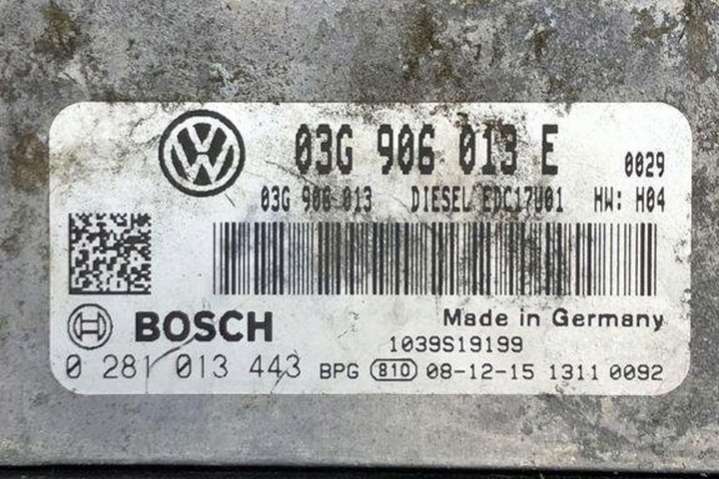 03G 906 013 E 0029
03G 906 013 DIESEL EDC17U01 HW: H04
BOSCH Made in Germany
1039S19199
0 281 013 443 BPG 810 08-12-15 1311 0092